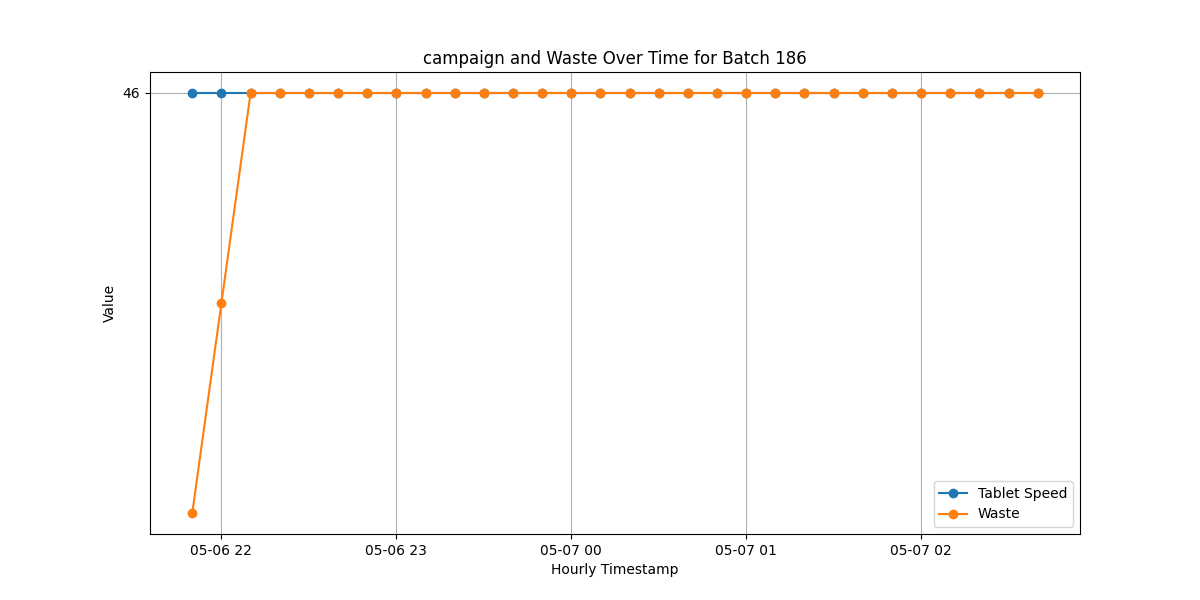 campaign and Waste Over Time for Batch 186
46
Value
Tablet Speed
Waste
05-06 22
05-06 23
05-07 00
05-07 01
05-07 02
Hourly Timestamp